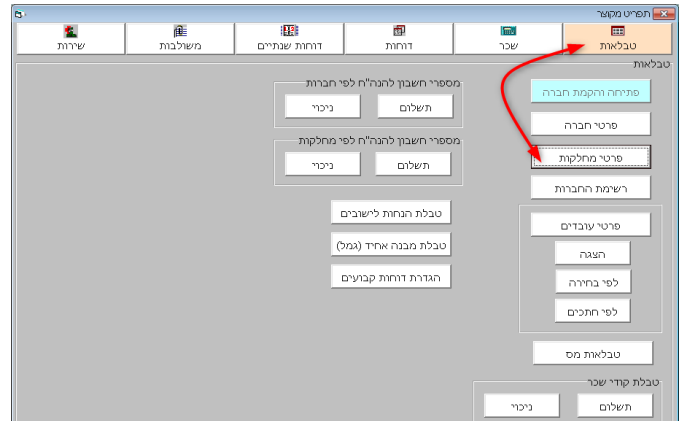 תפריט מקוצר
טבלאות שכר דוחות דוחות שנתיים משולבות שירות
טבלאות
פתיחה והקמת חברה
פרטי חברה
פרטי מחלקות
רשימת החברות
פרטי עובדים
הצגה
לפי בחירה
לפי חתכים
טבלאות מס
טבלת קודי שכר
תשלום ניכוי
מספרי חשבון להנה"ח לפי חברות
תשלום ניכוי
מספרי חשבון להנה"ח לפי מחלקות
תשלום ניכוי
טבלת הנחות לישובים
טבלת מבנה אחיד (גמל)
הגדרת דוחות קבועים